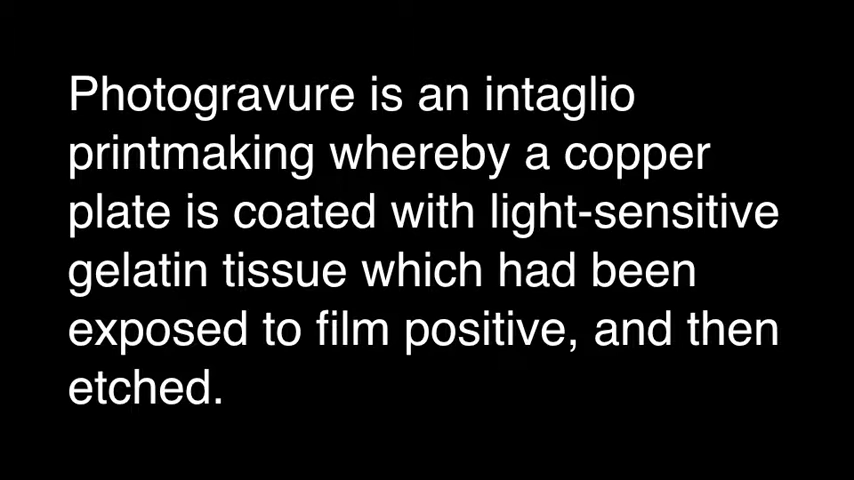 Photogravure is an intaglio
printmaking whereby a copper
plate is coated with light-sensitive
gelatin tissue which had been
exposed to film positive, and then
etched.